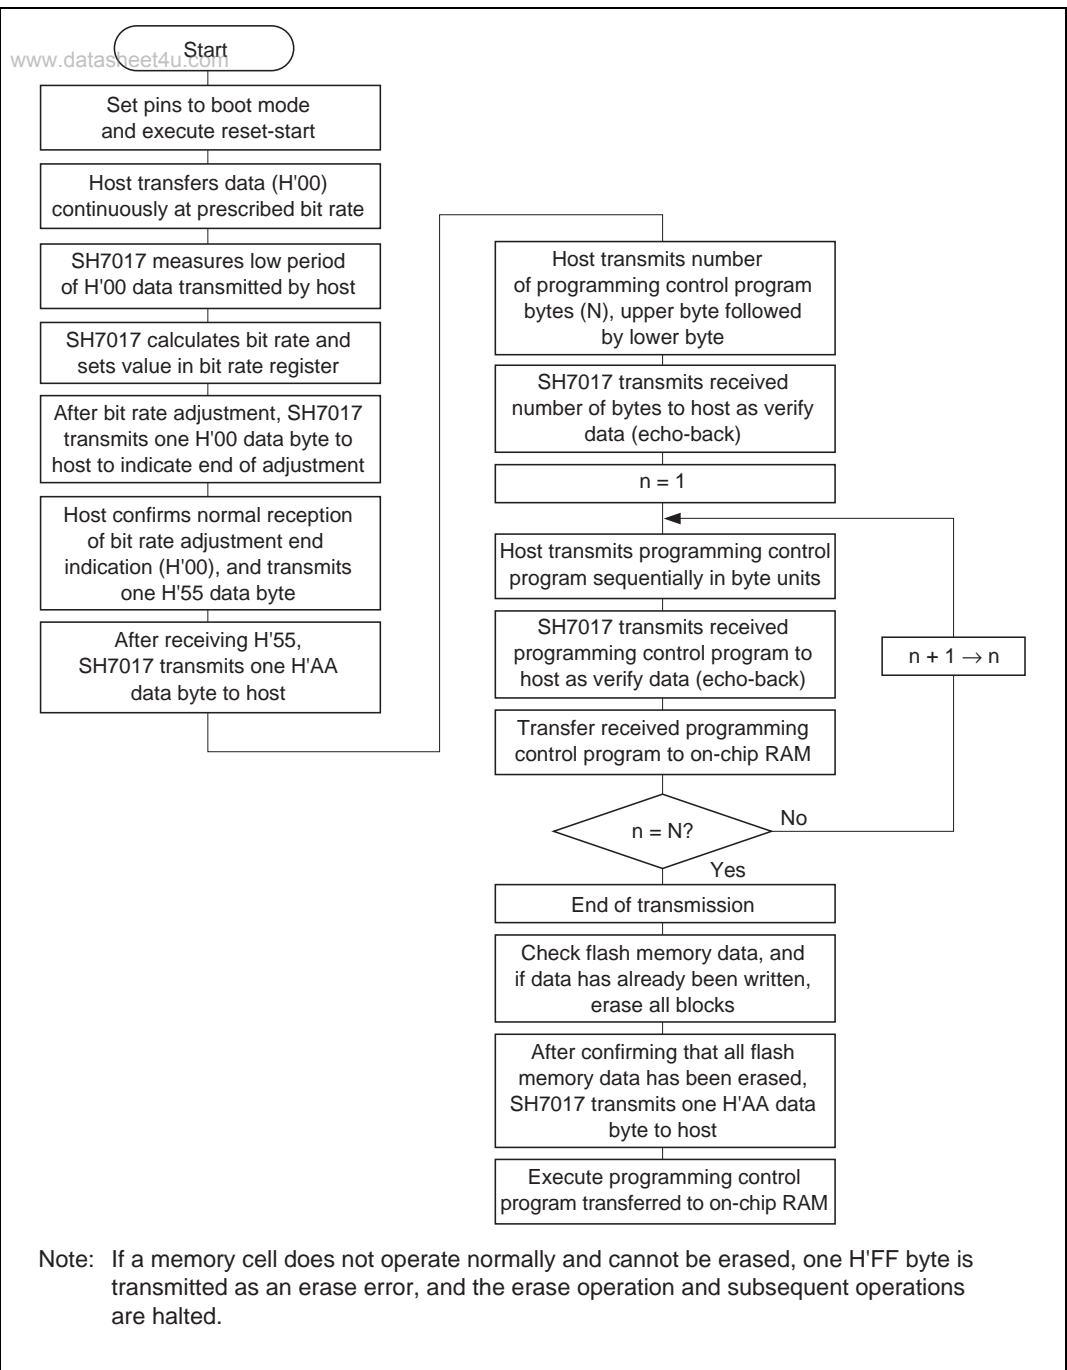 Start
www.datasheet4u.com
Set pins to boot mode
and execute reset-start
Host transfers data (H'00)
continuously at prescribed bit rate
SH7017 measures low period
of H'00 data transmitted by host
SH7017 calculates bit rate and
sets value in bit rate register
After bit rate adjustment, SH7017
transmits one H'00 data byte to
host to indicate end of adjustment
Host confirms normal reception
of bit rate adjustment end
indication (H'00), and transmits
one H'55 data byte
After receiving H'55,
SH7017 transmits one H'AA
data byte to host
Host transmits number
of programming control program
bytes (N), upper byte followed
by lower byte
SH7017 transmits received
number of bytes to host as verify
data (echo-back)
n = 1
Host transmits programming control
program sequentially in byte units
SH7017 transmits received
programming control program to
host as verify data (echo-back)
n + 1 → n
Transfer received programming
control program to on-chip RAM
n = N?
No
Yes
End of transmission
Check flash memory data, and
if data has already been written,
erase all blocks
After confirming that all flash
memory data has been erased,
SH7017 transmits one H'AA data
byte to host
Execute programming control
program transferred to on-chip RAM
Note: If a memory cell does not operate normally and cannot be erased, one H'FF byte is
transmitted as an erase error, and the erase operation and subsequent operations
are halted.